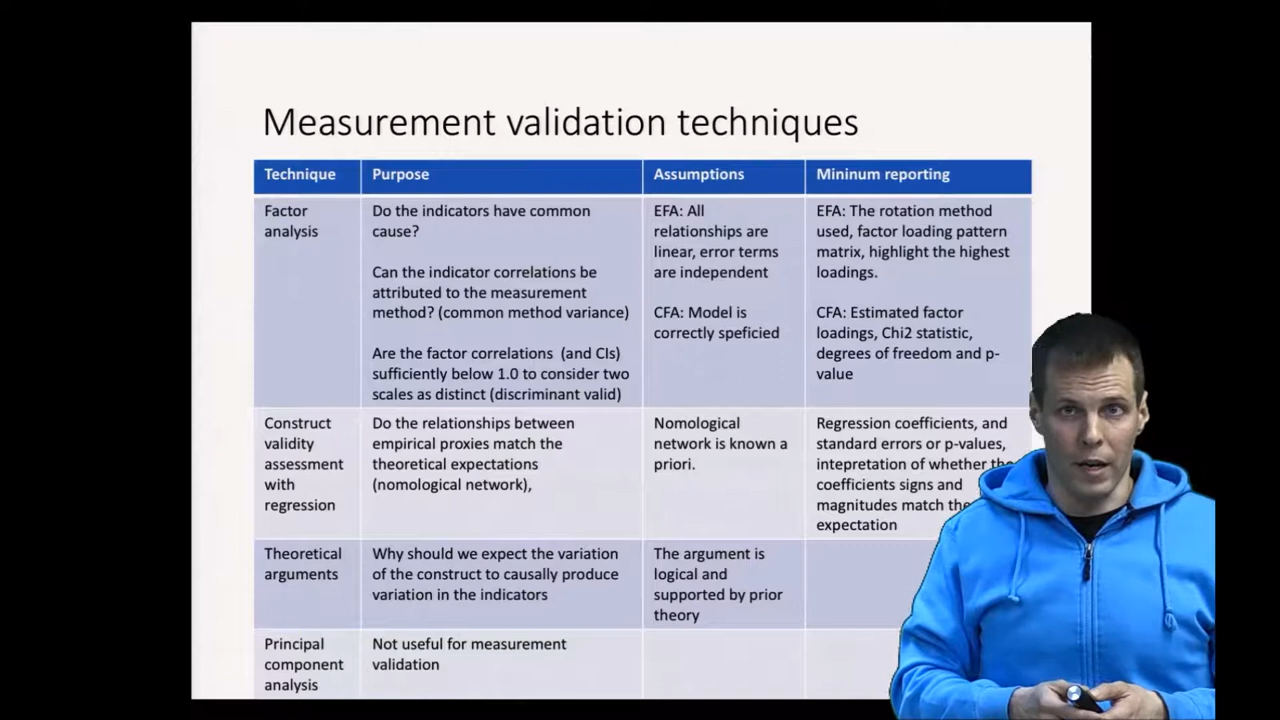 Measurement validation techniques
Technique
Purpose
Assumptions
Mininum reporting
Factor
analysis
Do the indicators have common
cause?
Can the indicator correlations be
attributed to the measurement
method? (common method variance)
Are the factor correlations (and CIs)
sufficiently below 1.0 to consider two
scales as distinct (discriminant valid)
EFA: All
relationships are
linear, error terms
are independent
CFA: Model is
correctly speficied
EFA: The rotation method
used, factor loading pattern
matrix, highlight the highest
loadings.
CFA: Estimated factor
loadings, Chi2 statistic,
degrees of freedom and p-
value
Construct
validity
assessment
with
regression
Do the relationships between
empirical proxies match the
theoretical expectations
(nomological network),
Nomological
network is known a
priori.
Regression coefficients, and
standard errors or p-values,
intepretation of whether the
coefficients signs and
magnitudes match the
expectation
Theoretical
arguments
Why should we expect the variation
of the construct to causally produce
variation in the indicators
The argument is
logical and
supported by prior
theory
Principal
component
analysis
Not useful for measurement
validation